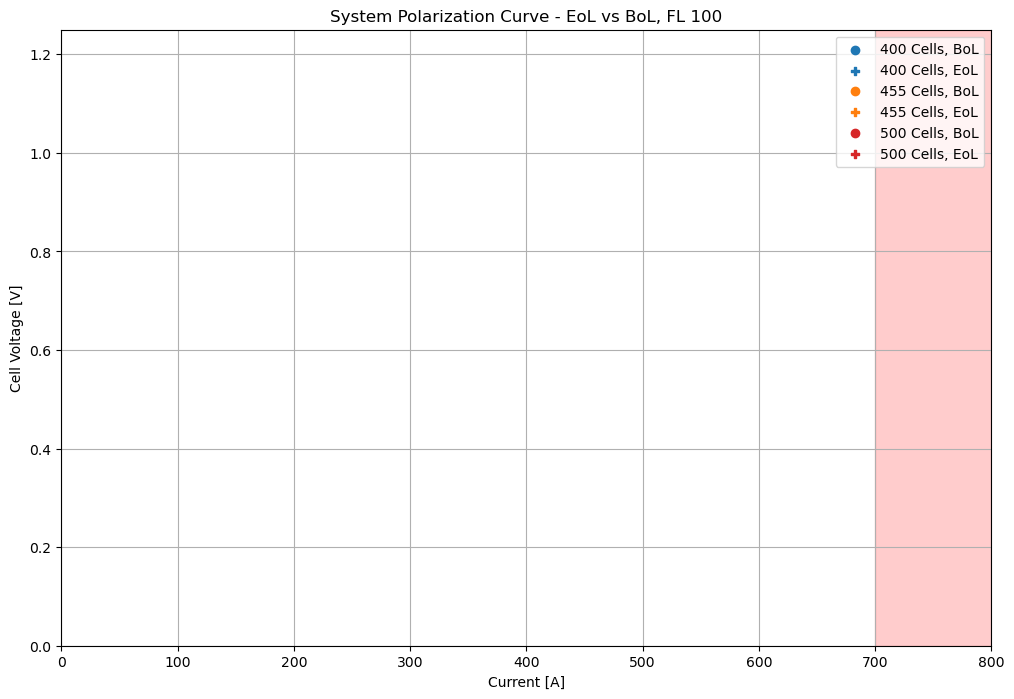 System Polarization Curve - EoL vs BoL, FL 100
1.2
1.0
0.8
0.6
0.4
0.2
0.0
Cell Voltage [V]
400 Cells, BoL
400 Cells, EoL
455 Cells, BoL
455 Cells, EoL
500 Cells, BoL
500 Cells, EoL
0 100 200 300 400 500 600 700 800
Current [A]